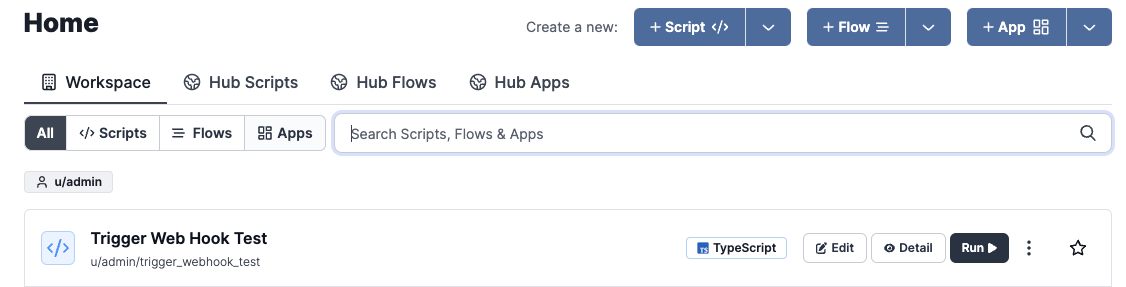 Home
Create a new: + Script + Flow + App
Workspace Hub Scripts Hub Flows Hub Apps
All Scripts Flows Apps Search Scripts, Flows & Apps
u/admin
Trigger Web Hook Test
u/admin/trigger_webhook_test
TS TypeScript Edit Detail Run